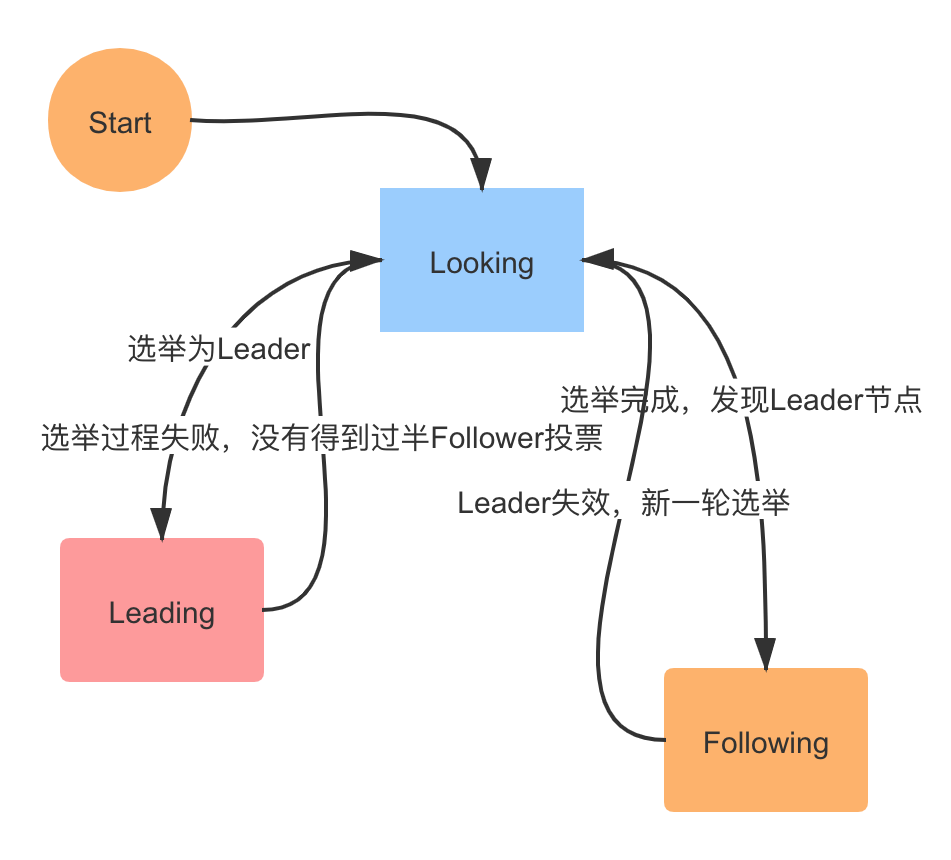 Start
Looking
选举为Leader
选举完成，发现Leader节点
选举过程失败，没有得到过半Follower投票
Leader失效，新一轮选举
Leading
Following